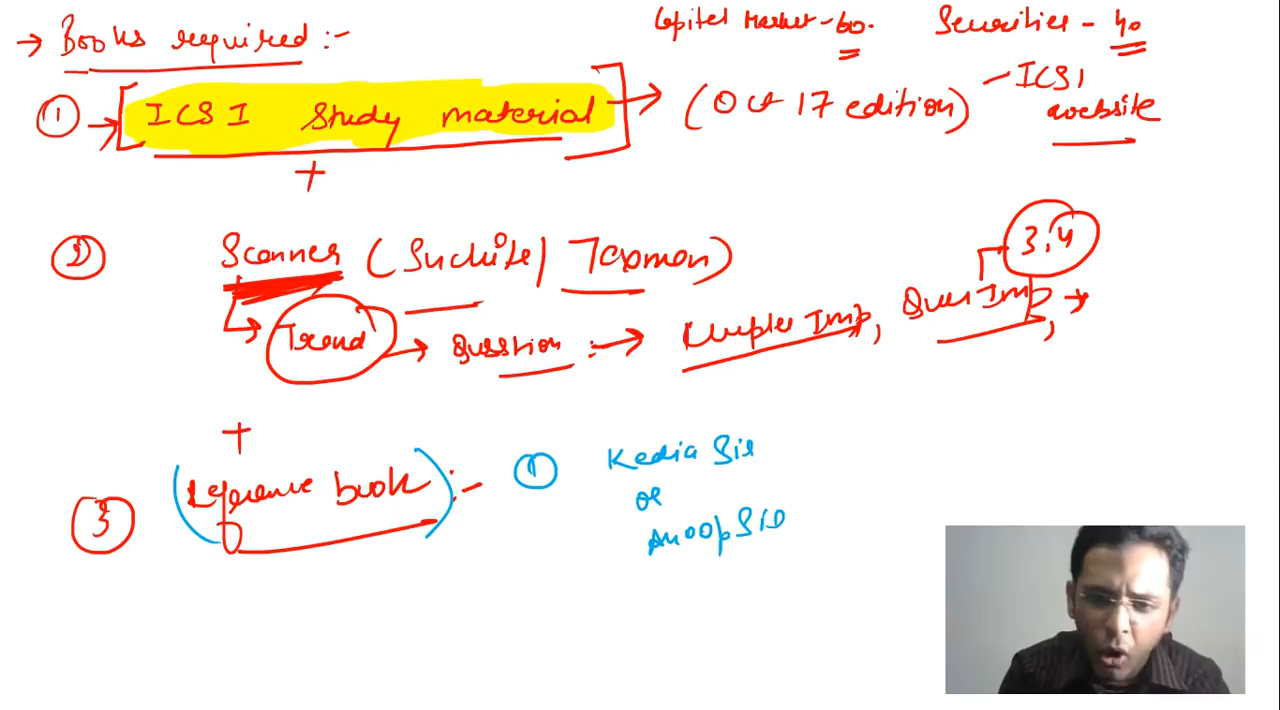 → Books required :-
Capital Market - 60.
Securities - 40
① → [ICSI Study material] → (Oct 17 edition) - ICSI website
+
② Scanner (Suchita / Taxman)
3,4
↳ Trend → Question :- → Chapter Imp, Ques Imp, →
+
③ (Reference book) :- ① Kedia Sir
or
Anoop Sir